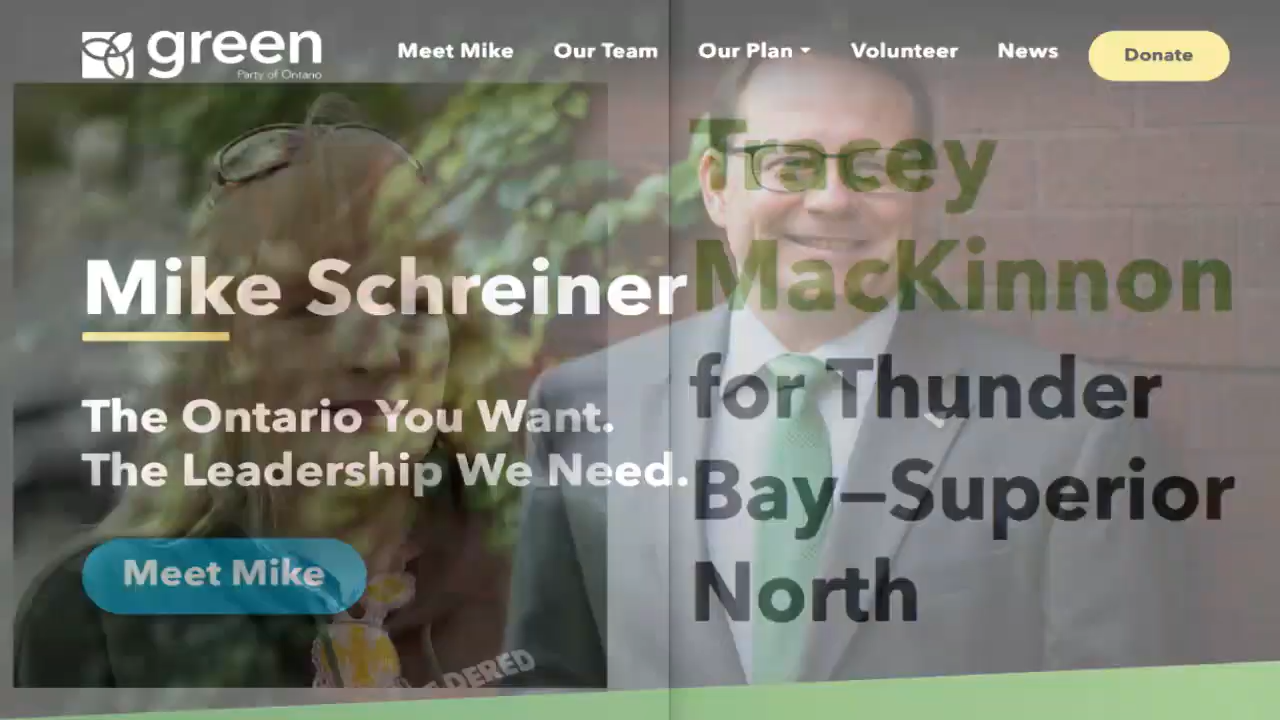 green
Party of Ontario
Meet Mike
Our Team
Our Plan
Volunteer
News
Donate
Tracey
MacKinnon
for Thunder
Bay—Superior
North
Mike Schreiner
The Ontario You Want.
The Leadership We Need.
Meet Mike
DERED